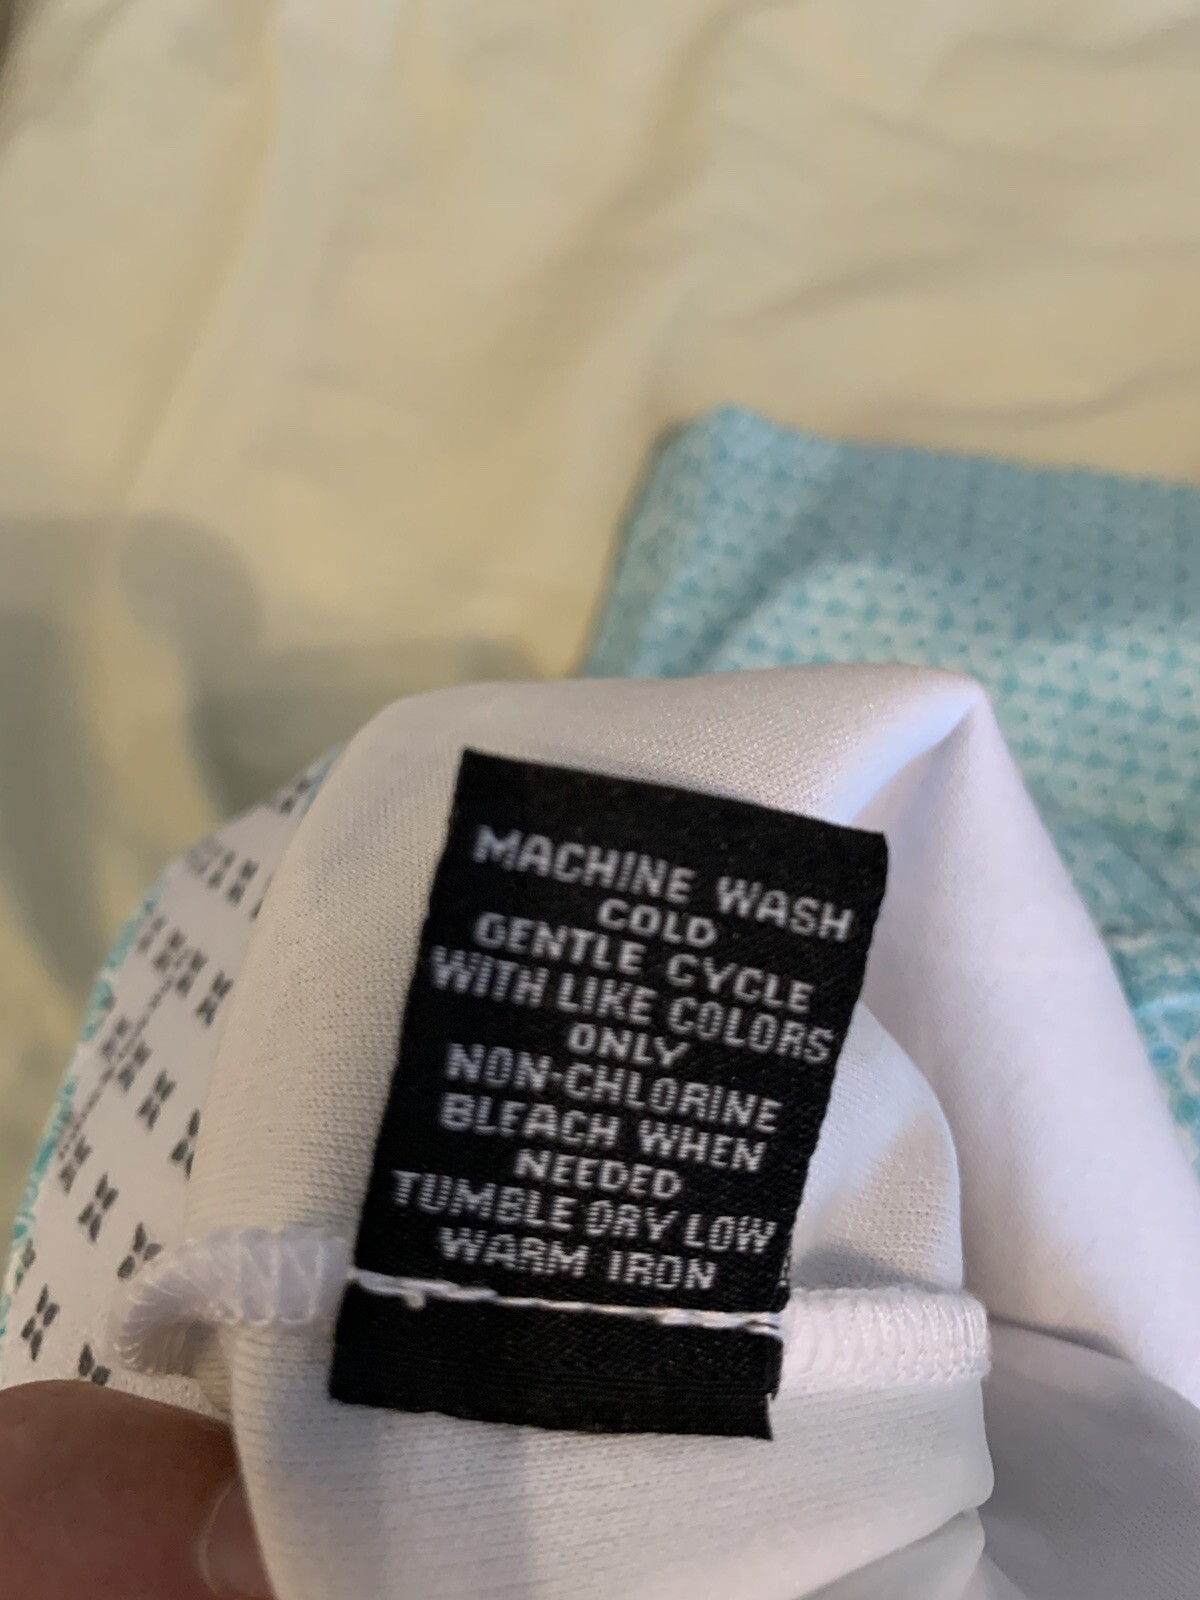 MACHINE WASH
COLD
GENTLE CYCLE
WITH LIKE COLORS
ONLY
NON-CHLORINE
BLEACH WHEN
NEEDED
TUMBLE DRY LOW
WARM IRON